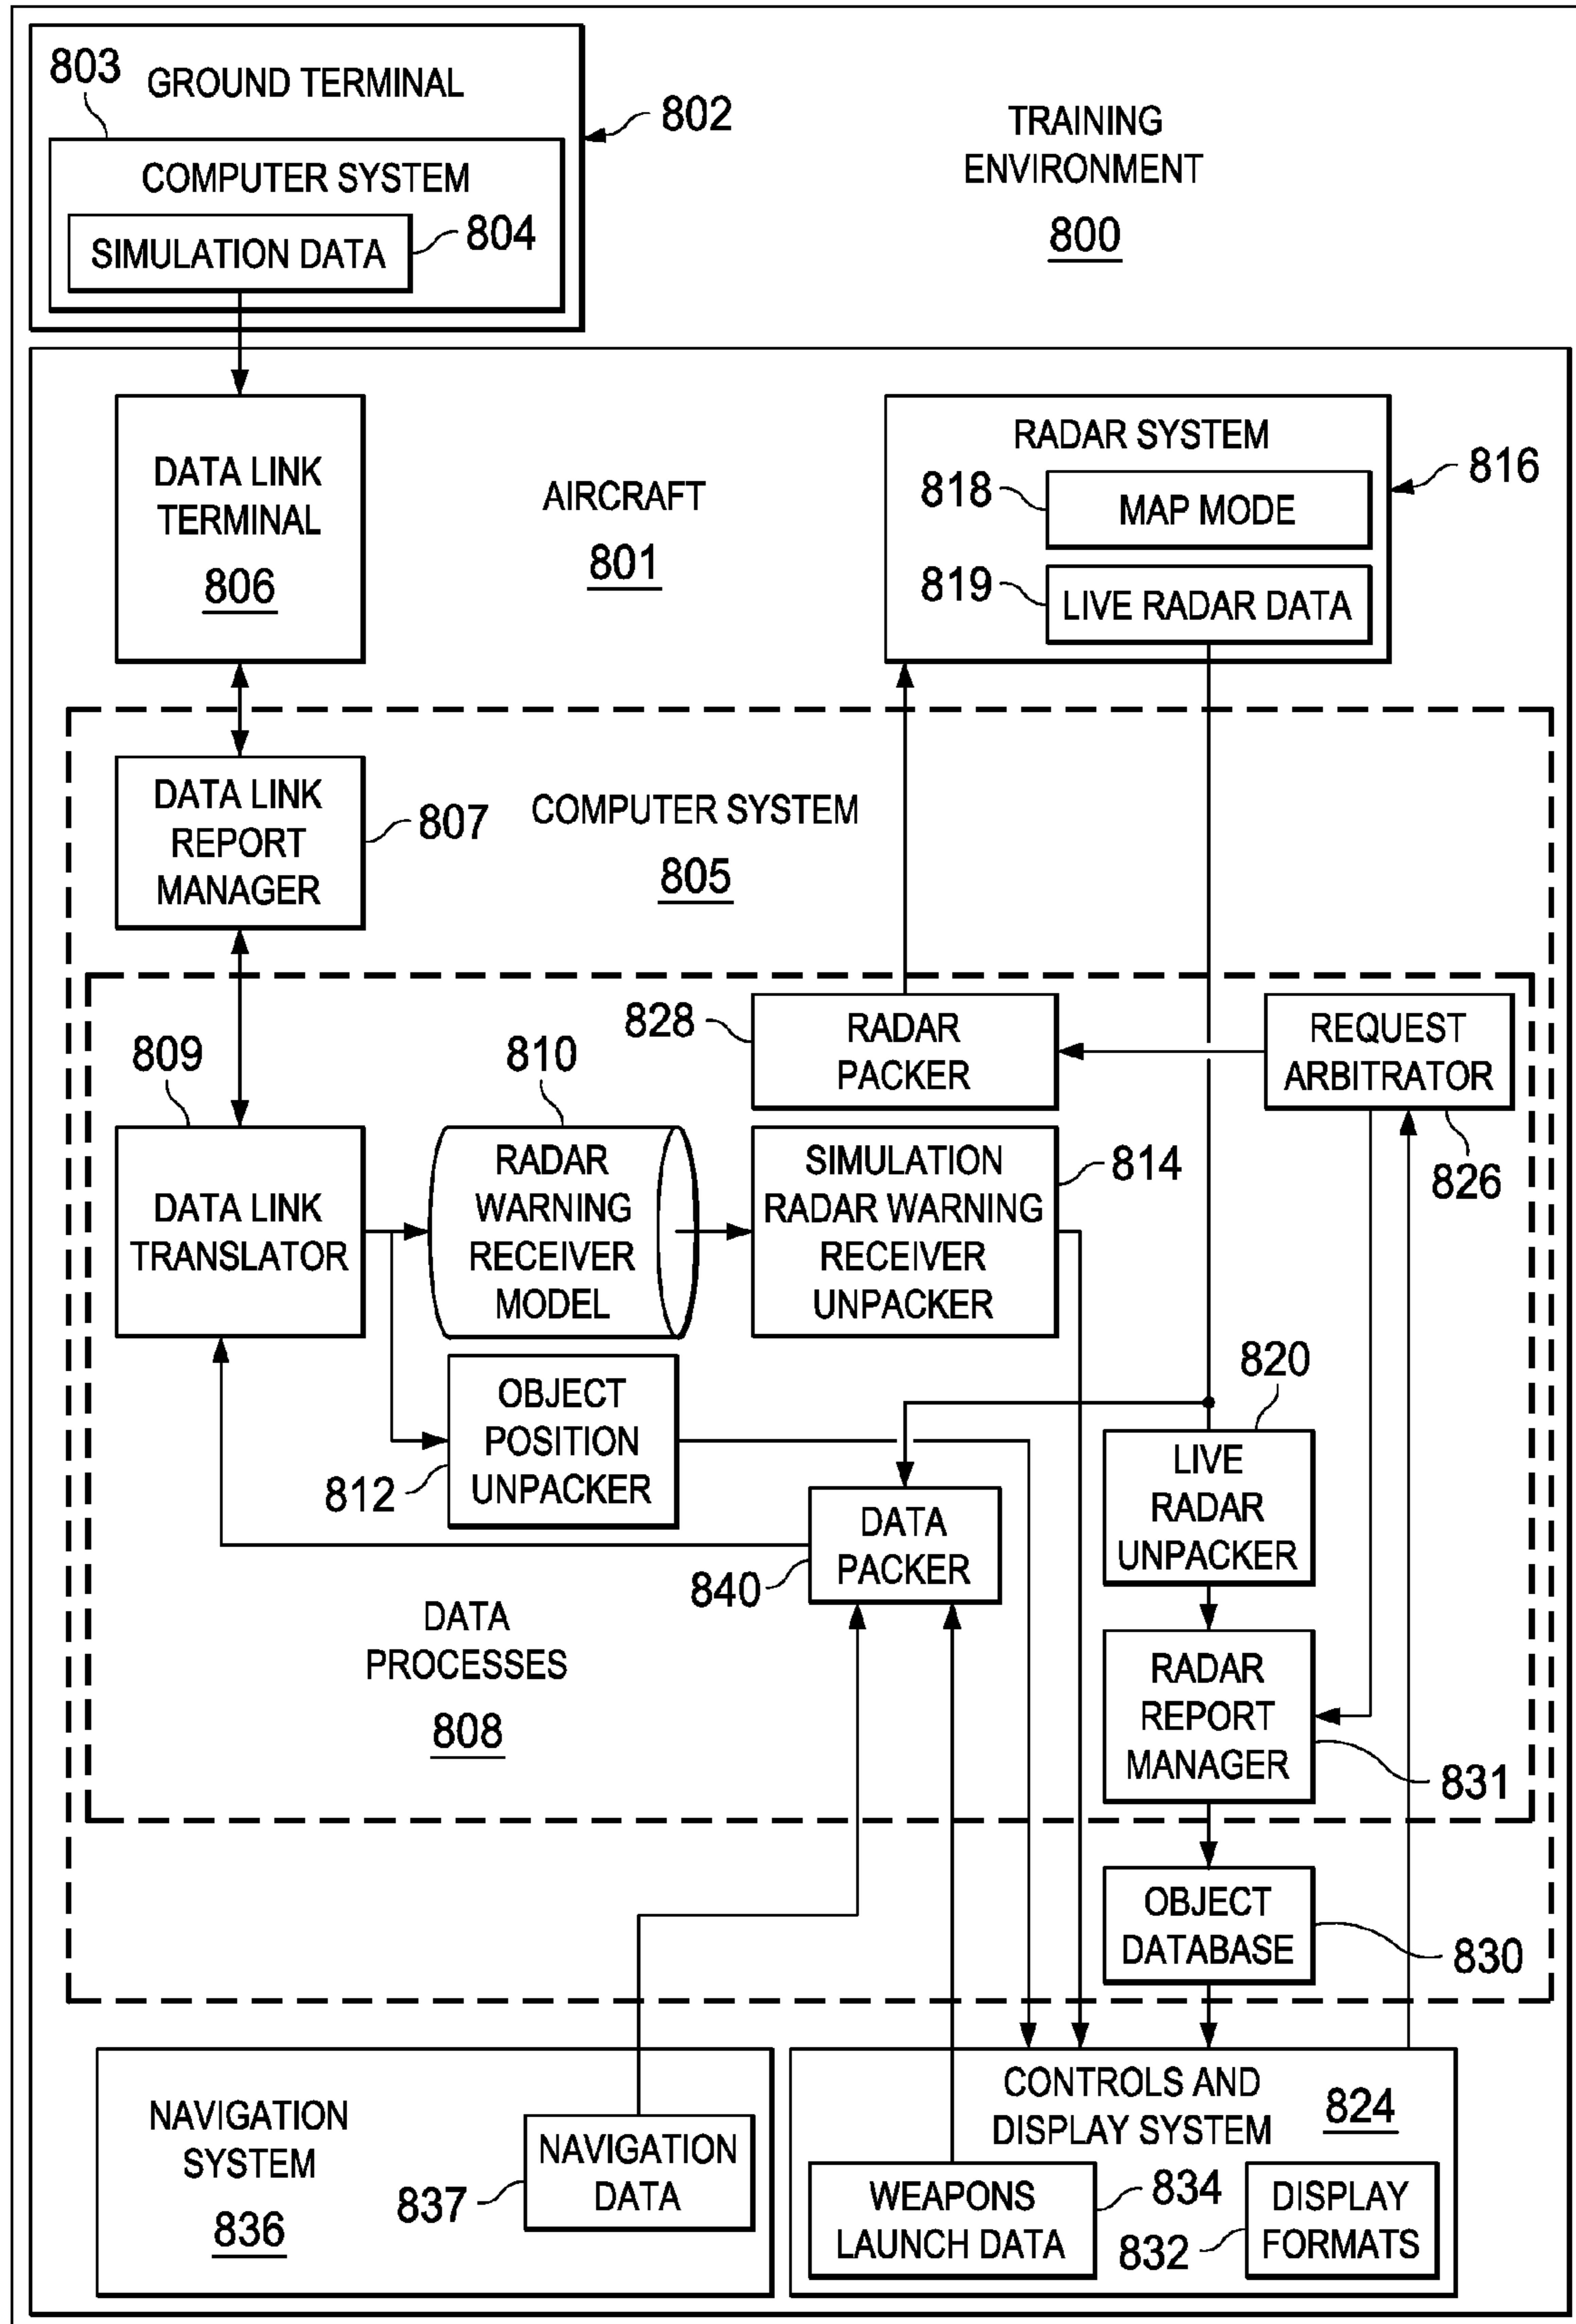 803
GROUND TERMINAL
802
COMPUTER SYSTEM
SIMULATION DATA
804
TRAINING
ENVIRONMENT
800
DATA LINK
TERMINAL
806
AIRCRAFT
801
RADAR SYSTEM
816
818
MAP MODE
819
LIVE RADAR DATA
DATA LINK
REPORT
MANAGER
807
COMPUTER SYSTEM
805
828
RADAR
PACKER
REQUEST
ARBITRATOR
826
809
DATA LINK
TRANSLATOR
810
RADAR
WARNING
RECEIVER
MODEL
SIMULATION
RADAR WARNING
RECEIVER
UNPACKER
814
812
OBJECT
POSITION
UNPACKER
820
LIVE
RADAR
UNPACKER
840
DATA
PACKER
DATA
PROCESSES
808
RADAR
REPORT
MANAGER
831
OBJECT
DATABASE
830
NAVIGATION
SYSTEM
836
837
NAVIGATION
DATA
CONTROLS AND
DISPLAY SYSTEM
824
WEAPONS
LAUNCH DATA
834
832
DISPLAY
FORMATS